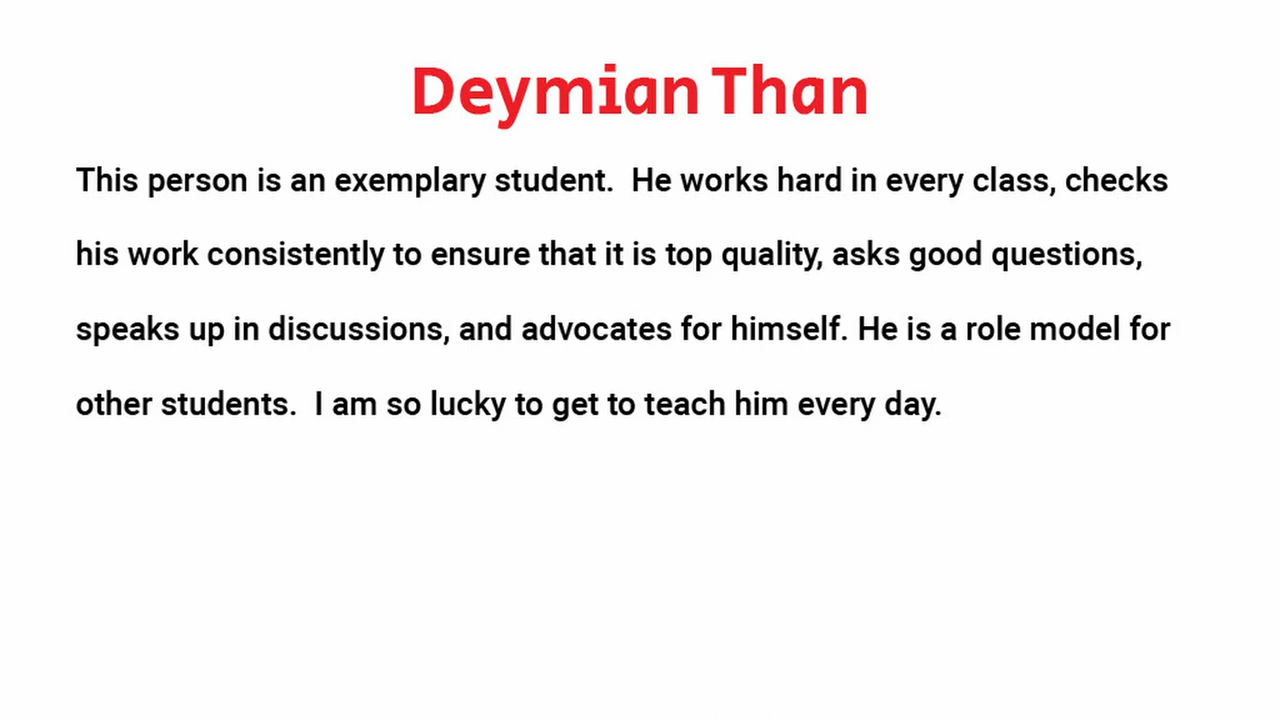 Deymian Than
This person is an exemplary student.  He works hard in every class, checks
his work consistently to ensure that it is top quality, asks good questions,
speaks up in discussions, and advocates for himself. He is a role model for
other students.  I am so lucky to get to teach him every day.